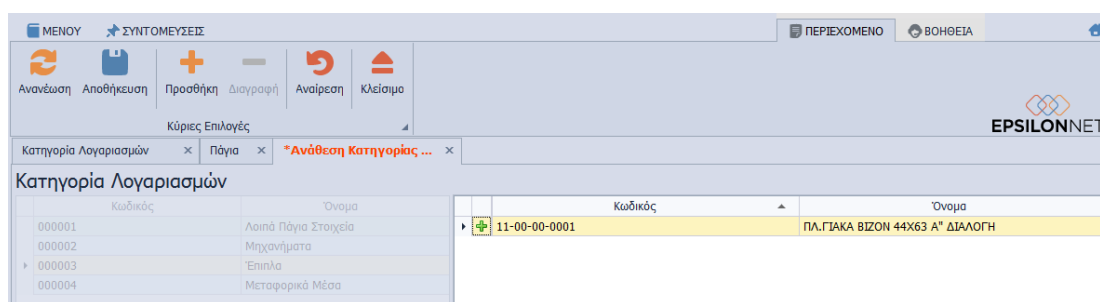 ΜΕΝΟΥ ΣΥΝΤΟΜΕΥΣΕΙΣ ΠΕΡΙΕΧΟΜΕΝΟ ΒΟΗΘΕΙΑ
Ανανέωση Αποθήκευση Προσθήκη Διαγραφή Αναίρεση Κλείσιμο
Κύριες Επιλογές
EPSILONNET
Κατηγορία Λογαριασμών × Πάγια × *Ανάθεση Κατηγορίας ... ×
Κατηγορία Λογαριασμών
Κωδικός Όνομα Κωδικός Όνομα
000001 Λοιπά Πάγια Στοιχεία 11-00-00-0001 ΠΛ.ΓΙΑΚΑ ΒΙΖΟΝ 44Χ63 Α" ΔΙΑΛΟΓΗ
000002 Μηχανήματα
000003 Έπιπλα
000004 Μεταφορικά Μέσα